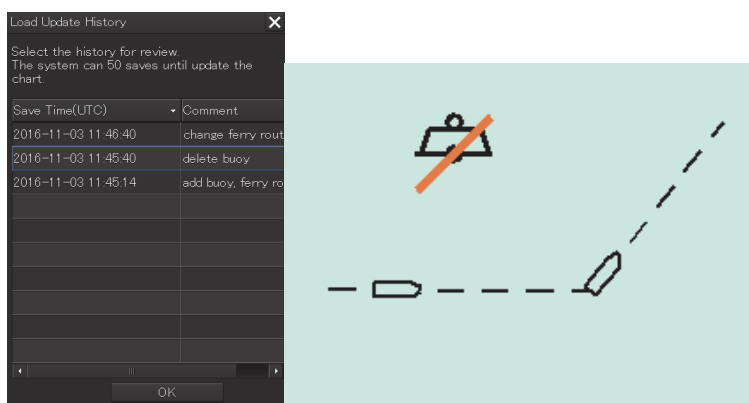 Load Update History
Select the history for review.
The system can 50 saves until update the
chart.
Save Time(UTC) Comment
2016-11-03 11:46:40 change ferry rout
2016-11-03 11:45:40 delete buoy
2016-11-03 11:45:14 add buoy, ferry ro
OK